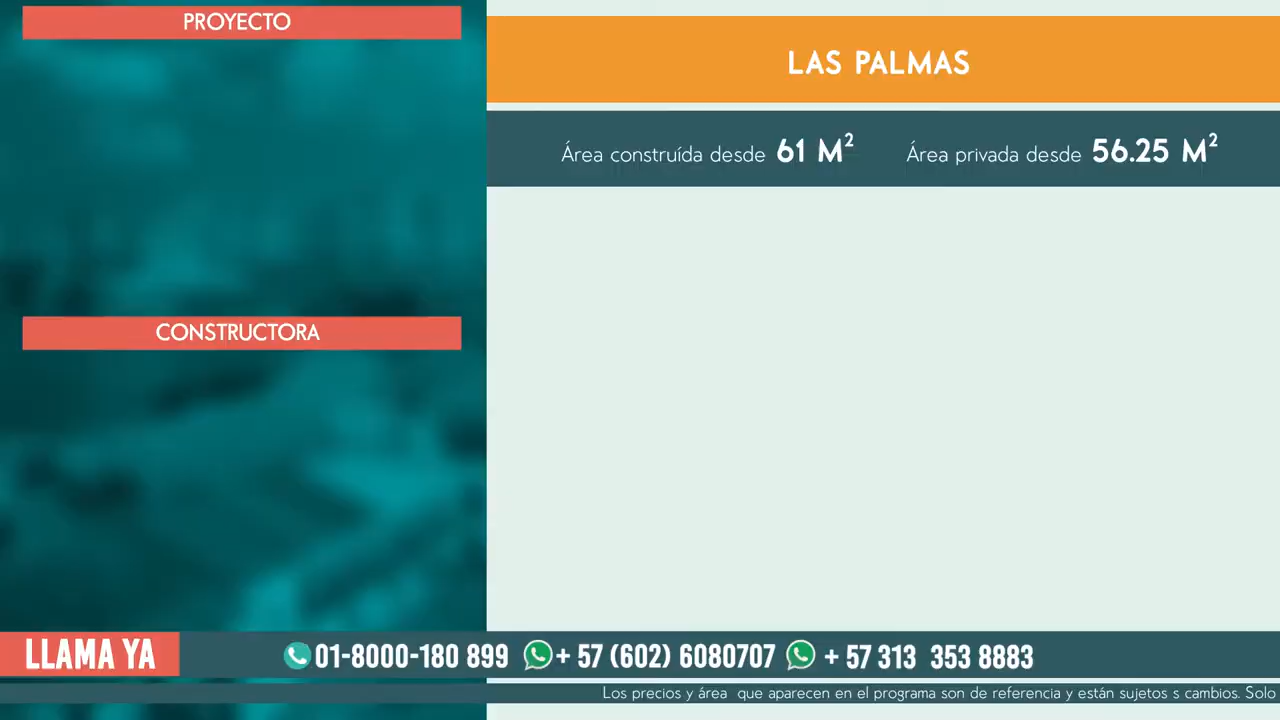 PROYECTO
LAS PALMAS
Área construída desde 61 M²
Área privada desde 56.25 M²
CONSTRUCTORA
LLAMA YA
01-8000-180 899
+ 57 (602) 6080707
+ 57 313 353 8883
Los precios y área que aparecen en el programa son de referencia y están sujetos s cambios. Solo